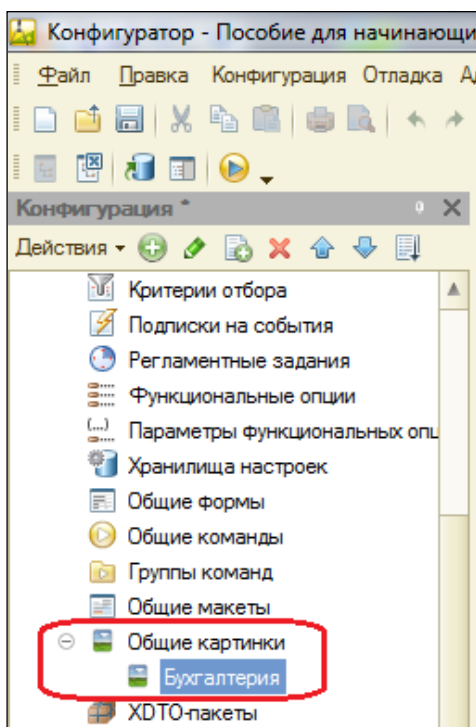 Конфигуратор - Пособие для начинающи
Файл Правка Конфигурация Отладка
Конфигурация *
Действия
Критерии отбора
Подписки на события
Регламентные задания
Функциональные опции
Параметры функциональных опц
Хранилища настроек
Общие формы
Общие команды
Группы команд
Общие макеты
Общие картинки
Бухгалтерия
XDTO-пакеты